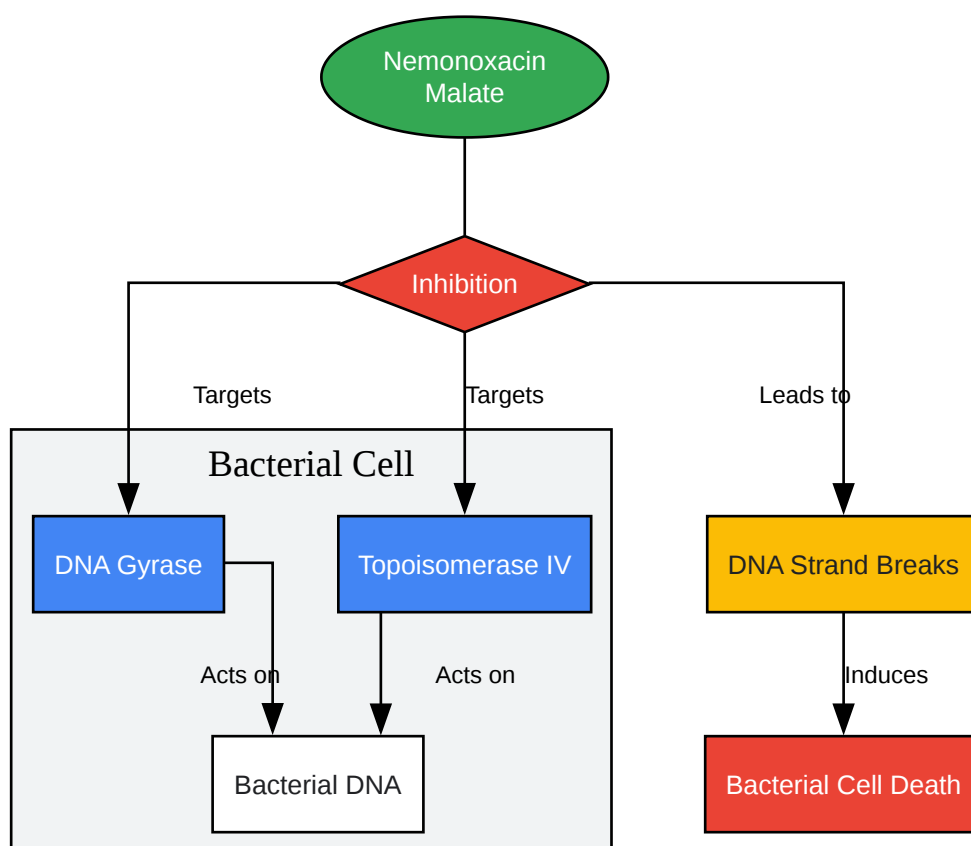 Nemonoxacin
Malate
Inhibition
Targets
Targets
Leads to
Bacterial Cell
DNA Gyrase
Topoisomerase IV
DNA Strand Breaks
Acts on
Acts on
Induces
Bacterial DNA
Bacterial Cell Death